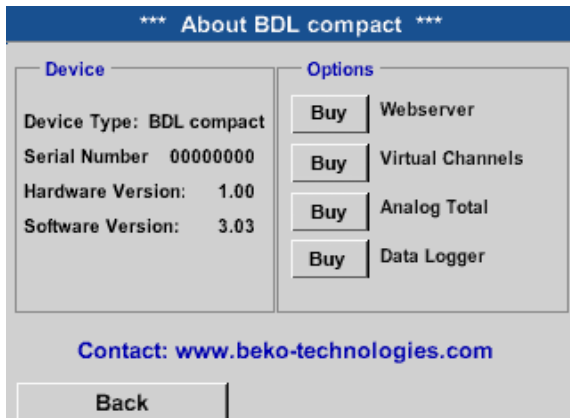 *** About BDL compact ***
Device
Device Type: BDL compact
Serial Number 00000000
Hardware Version: 1.00
Software Version: 3.03
Options
Buy Webserver
Buy Virtual Channels
Buy Analog Total
Buy Data Logger
Contact: www.beko-technologies.com
Back